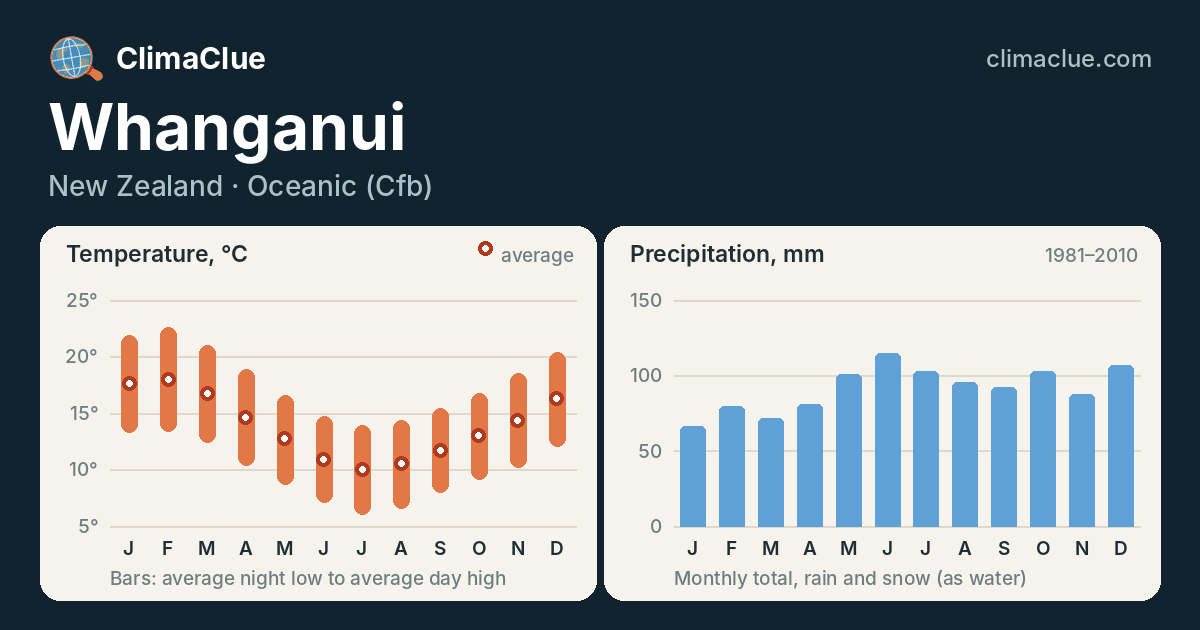 ClimaClue
climaclue.com
Whanganui
New Zealand · Oceanic (Cfb)
Temperature, °C
average
25°
20°
15°
10°
5°
J F M A M J J A S O N D
Bars: average night low to average day high
Precipitation, mm
1981–2010
150
100
50
0
J F M A M J J A S O N D
Monthly total, rain and snow (as water)